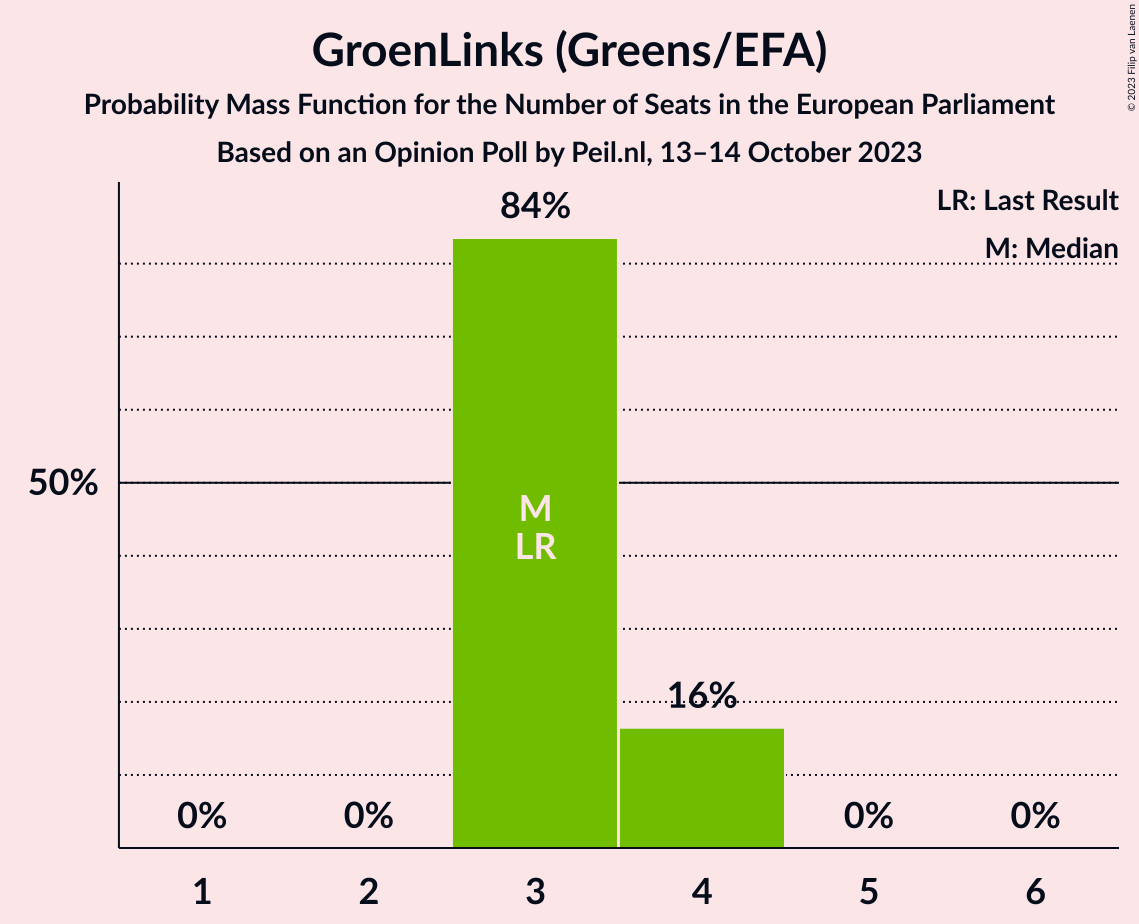 GroenLinks (Greens/EFA)
Probability Mass Function for the Number of Seats in the European Parliament
Based on an Opinion Poll by Peil.nl, 13–14 October 2023
© 2023 Filip van Laenen
LR: Last Result
M: Median
84%
50%
M
LR
16%
0%
0%
0%
0%
1
2
3
4
5
6